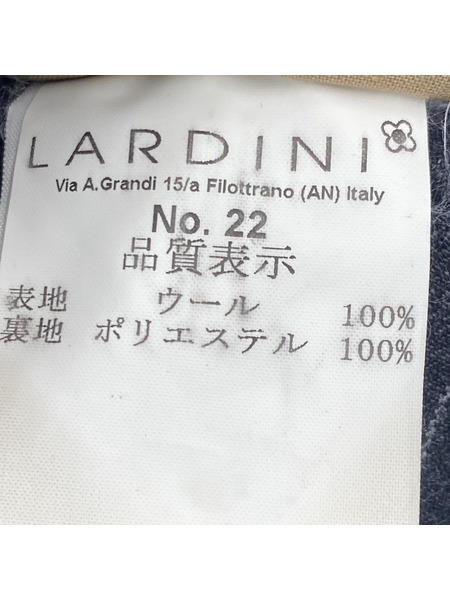 LARDINI
Via A.Grandi 15/a Filottrano (AN) Italy
No. 22
品質表示
表地 ウール 100%
裏地 ポリエステル 100%